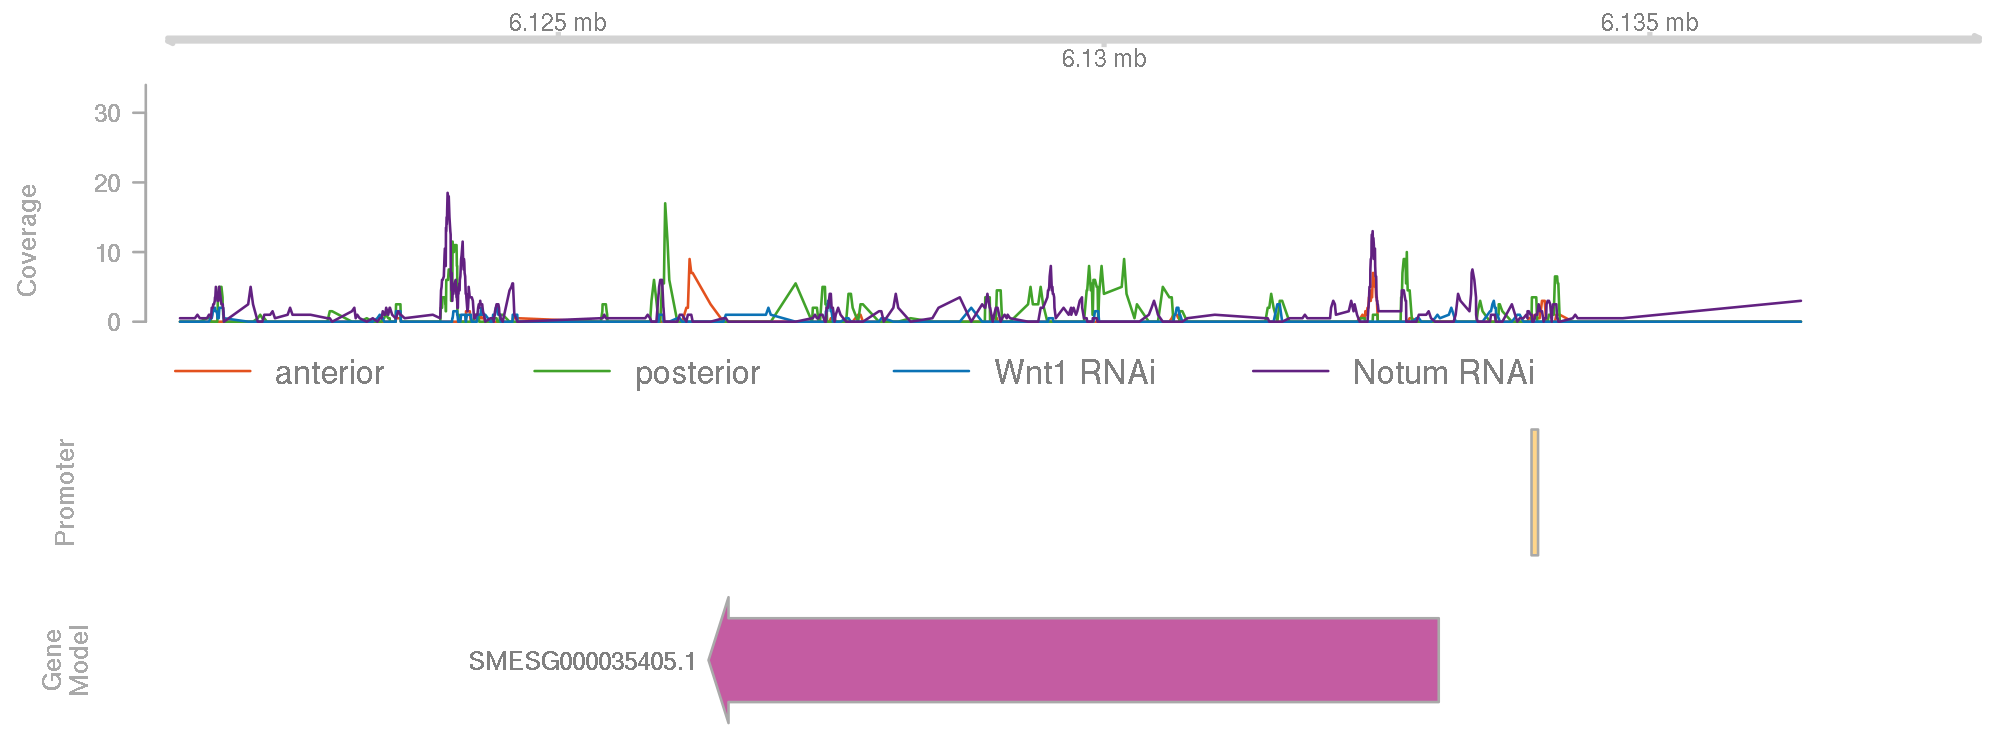 6.125 mb
6.135 mb
6.13 mb
Coverage
30
20
10
0
anterior
posterior
Wnt1 RNAi
Notum RNAi
Promoter
Gene
Model
SMESG000035405.1